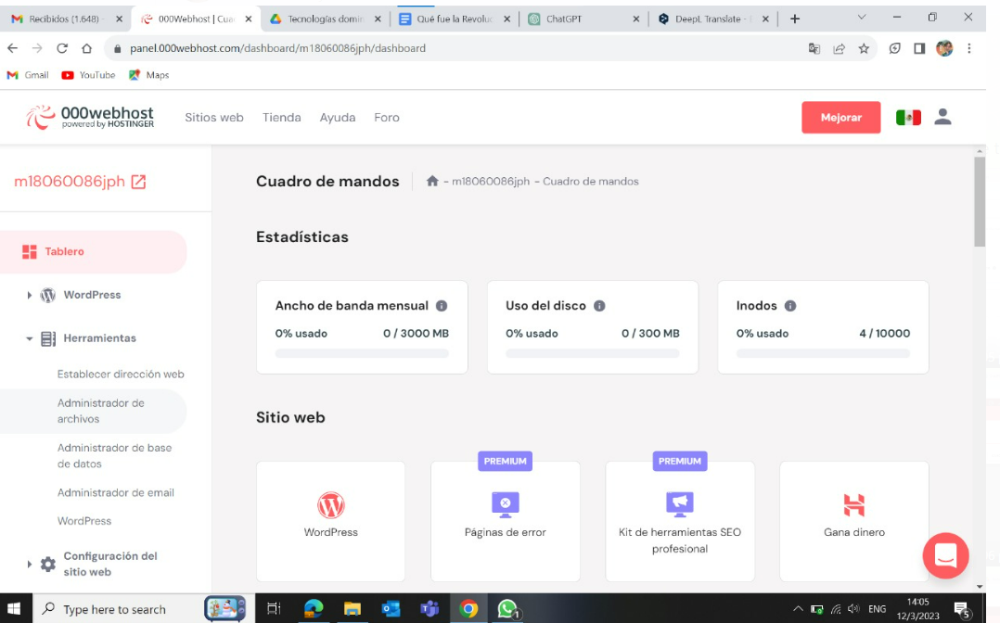 Recibidos (1.648)
000Webhost | Cua
Tecnologías domin
Qué fue la Revoluc
ChatGPT
DeepL Translate -
panel.000webhost.com/dashboard/m18060086jph/dashboard
Gmail
YouTube
Maps
000webhost
powered by HOSTINGER
Sitios web
Tienda
Ayuda
Foro
Mejorar
m18060086jph
Cuadro de mandos
- m18060086jph - Cuadro de mandos
Tablero
WordPress
Herramientas
Establecer dirección web
Administrador de
archivos
Administrador de base
de datos
Administrador de email
WordPress
Configuración del
sitio web
Estadísticas
Ancho de banda mensual
0% usado 0 / 3000 MB
Uso del disco
0% usado 0 / 300 MB
Inodos
0% usado 4 / 10000
Sitio web
WordPress
PREMIUM
Páginas de error
PREMIUM
Kit de herramientas SEO
profesional
Gana dinero
Type here to search
1
ENG
14:05
12/3/2023
5